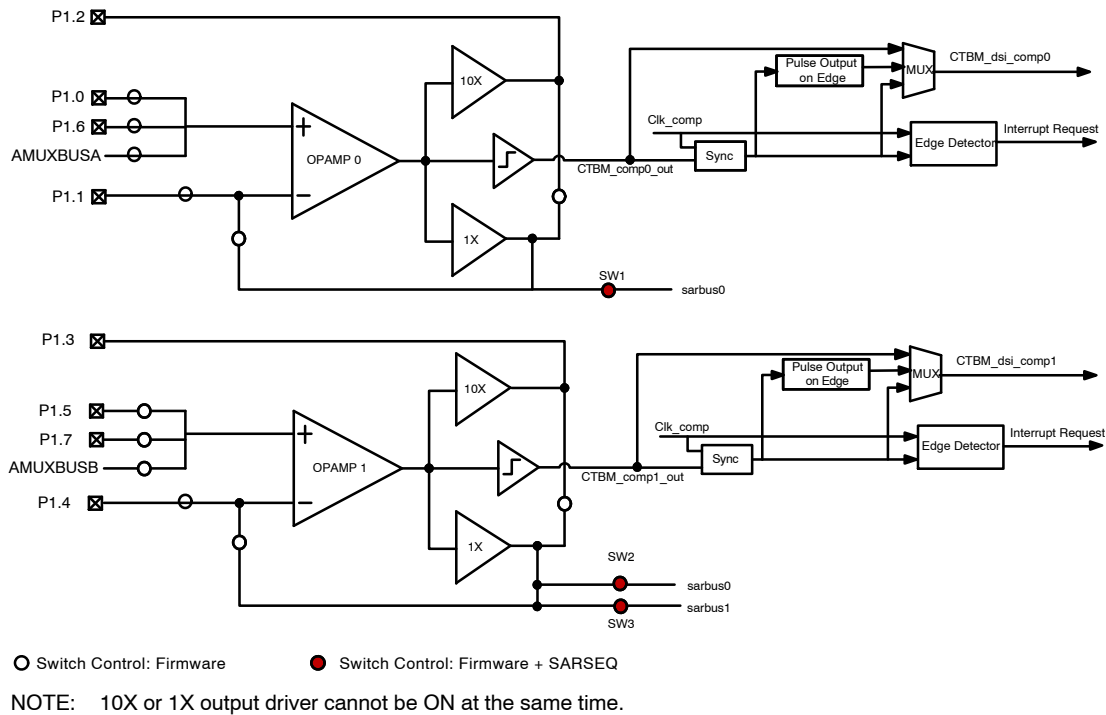 P1.2
P1.0
P1.6
AMUXBUSA
P1.1
OPAMP 0
10X
1X
CTBM_comp0_out
Clk_comp
Sync
Pulse Output
on Edge
MUX
CTBM_dsi_comp0
Edge Detector
Interrupt Request
SW1
sarbus0
P1.3
P1.5
P1.7
AMUXBUSB
P1.4
OPAMP 1
10X
1X
CTBM_comp1_out
Clk_comp
Sync
Pulse Output
on Edge
MUX
CTBM_dsi_comp1
Edge Detector
Interrupt Request
SW2
sarbus0
sarbus1
SW3
Switch Control: Firmware
Switch Control: Firmware + SARSEQ
NOTE: 10X or 1X output driver cannot be ON at the same time.